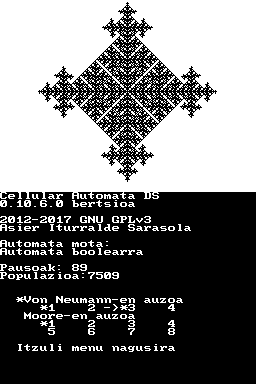 Cellular Automata DS
0.10.6.0 bertsioa
2012-2017 GNU GPLv3
Asier Iturralde Sarasola
Automata mota:
Automata boolearra
Pausoak: 89
Populazioa:7509
*Von Neumann-en auzoa
*1 2 ->*3 4
Moore-en auzoa
*1 2 3 4
5 6 7 8
Itzuli menu nagusira